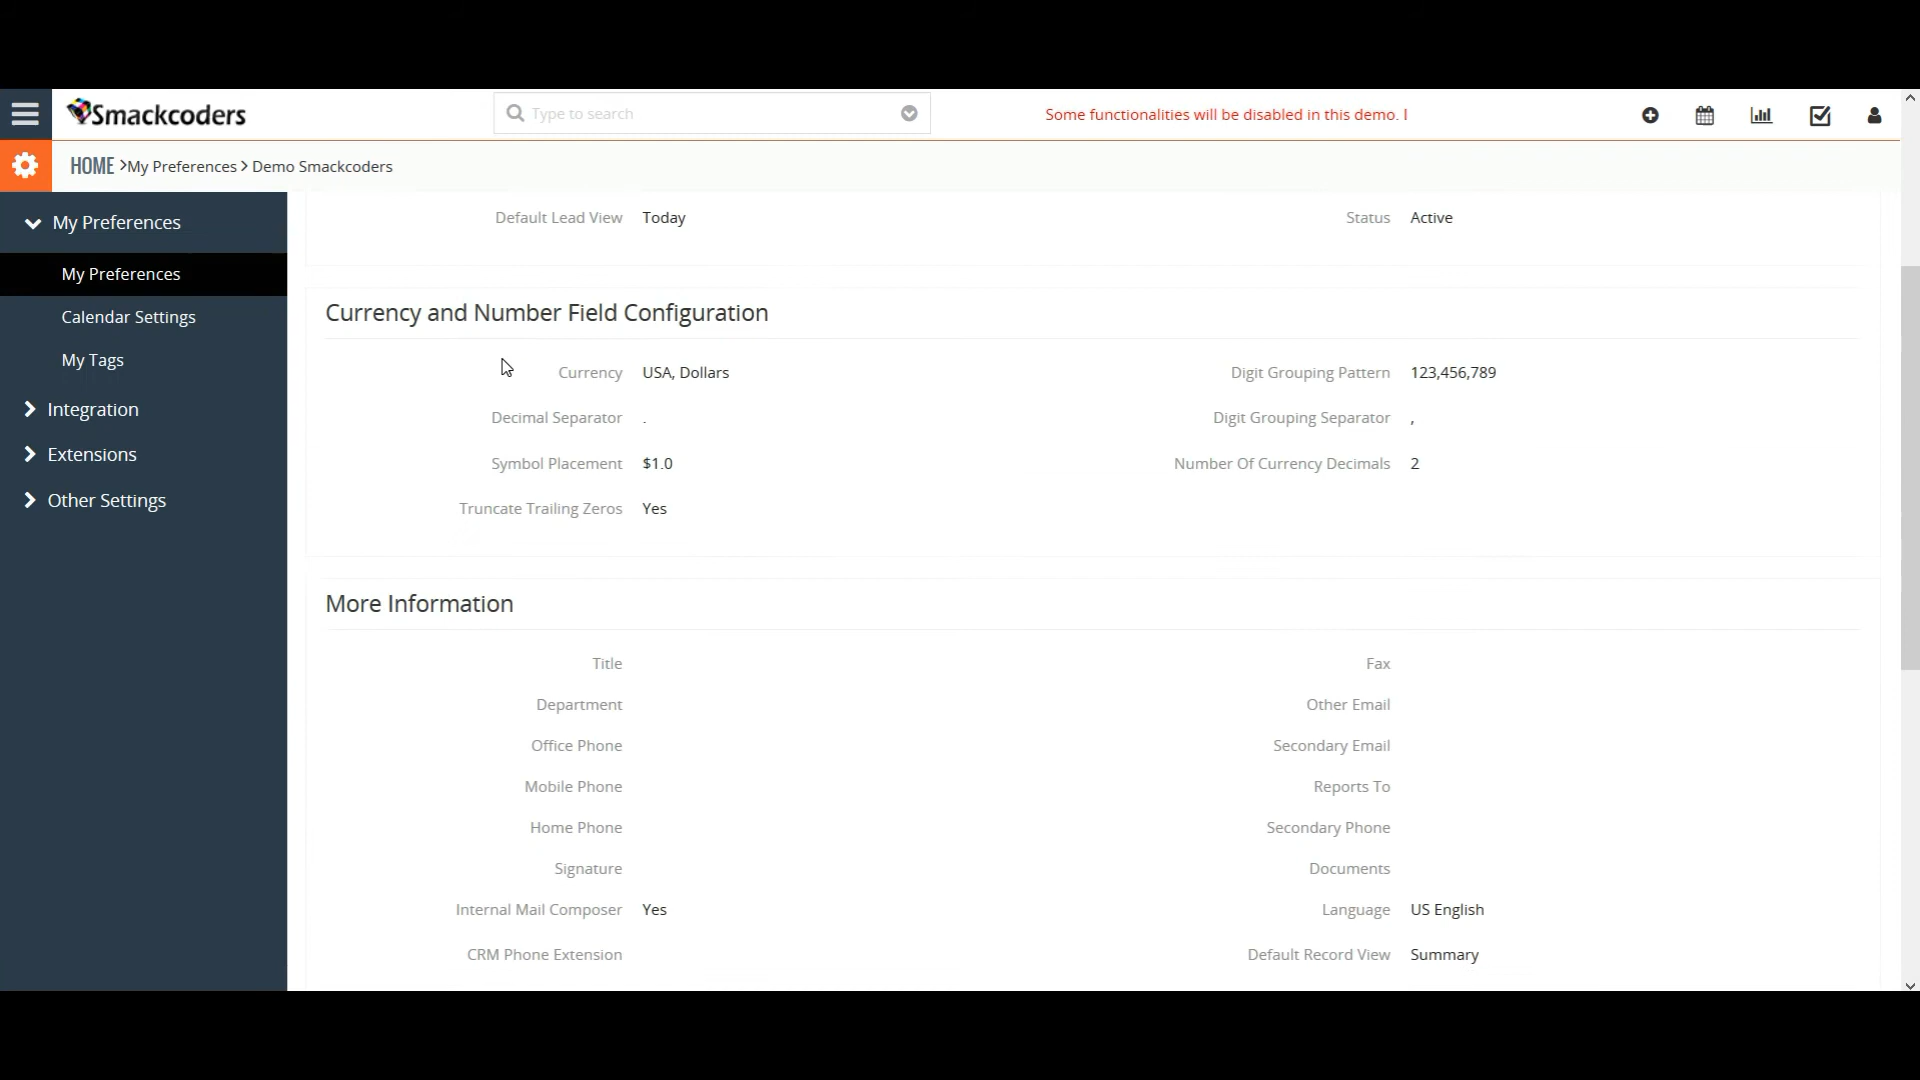 Smackcoders
Type to search
Some functionalities will be disabled in this demo. I
HOME >My Preferences > Demo Smackcoders
My Preferences
My Preferences
Calendar Settings
My Tags
Integration
Extensions
Other Settings
Default Lead View Today
Status Active
Currency and Number Field Configuration
Currency USA, Dollars
Digit Grouping Pattern 123,456,789
Decimal Separator .
Digit Grouping Separator ,
Symbol Placement $1.0
Number Of Currency Decimals 2
Truncate Trailing Zeros Yes
More Information
Title
Fax
Department
Other Email
Office Phone
Secondary Email
Mobile Phone
Reports To
Home Phone
Secondary Phone
Signature
Documents
Internal Mail Composer Yes
Language US English
CRM Phone Extension
Default Record View Summary